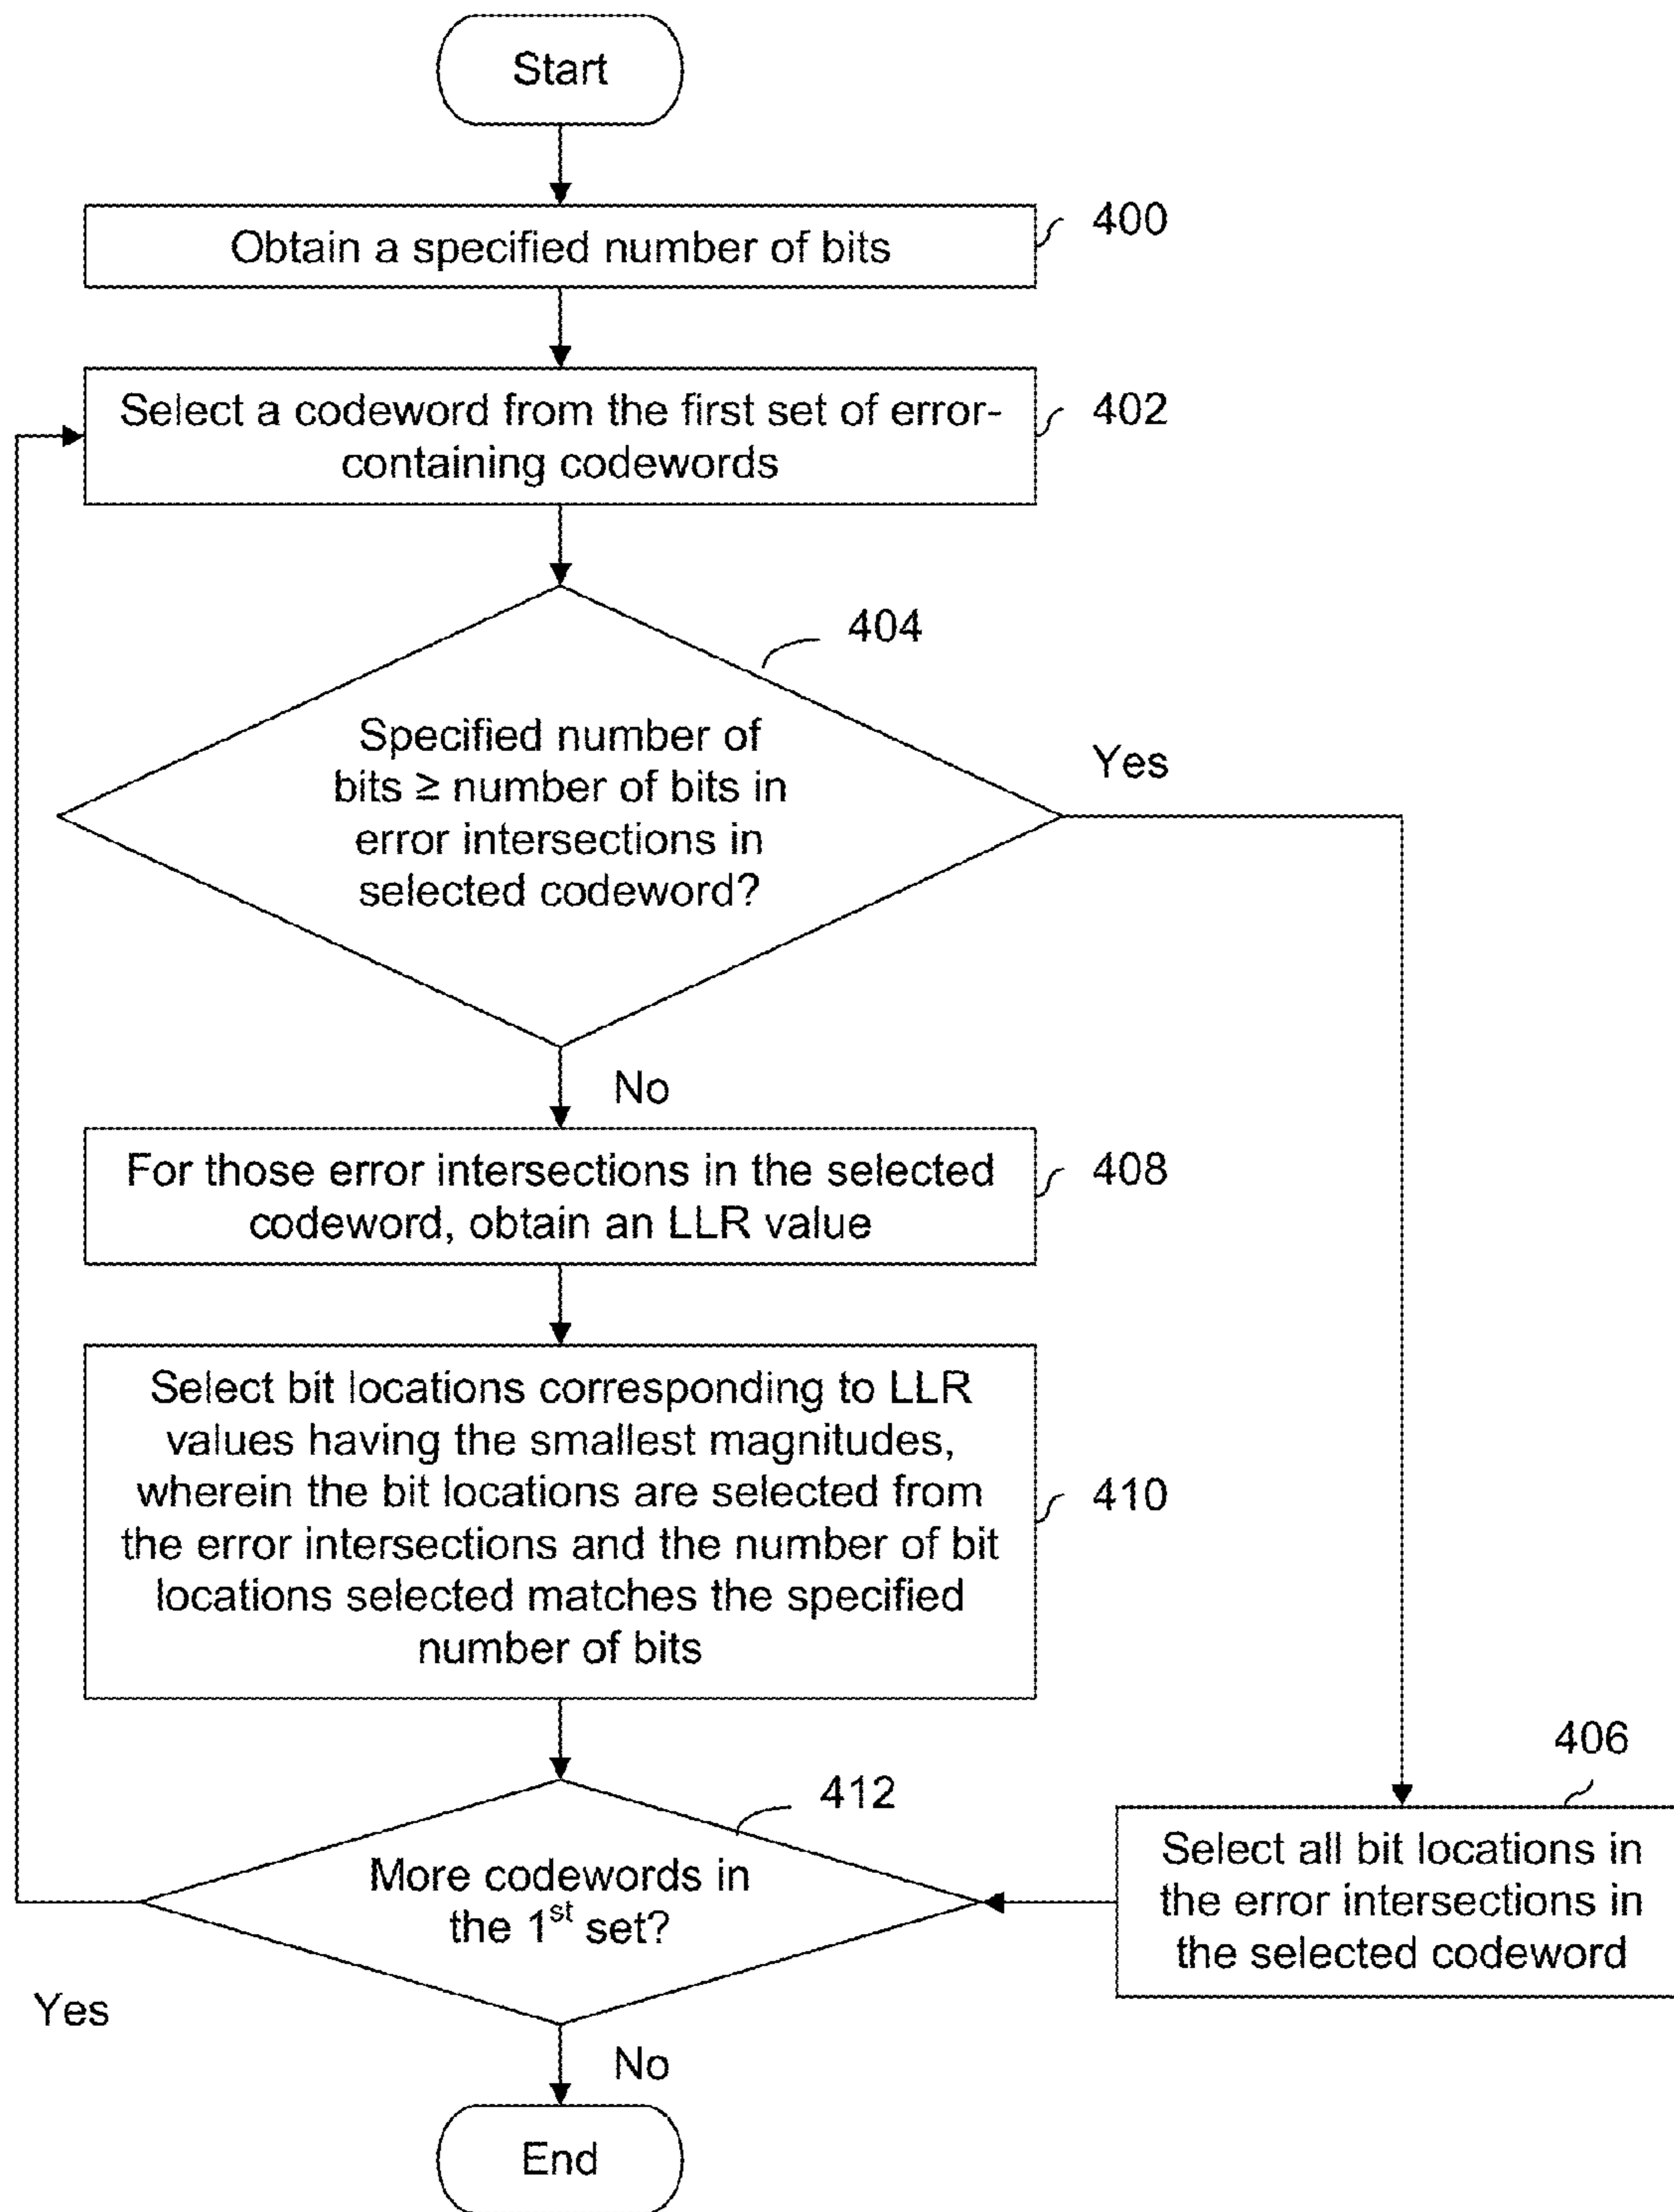 Start
Obtain a specified number of bits
400
Select a codeword from the first set of error-
containing codewords
402
404
Specified number of
bits ≥ number of bits in
error intersections in
selected codeword?
Yes
No
For those error intersections in the selected
codeword, obtain an LLR value
408
Select bit locations corresponding to LLR
values having the smallest magnitudes,
wherein the bit locations are selected from
the error intersections and the number of bit
locations selected matches the specified
number of bits
410
406
Select all bit locations in
the error intersections in
the selected codeword
412
More codewords in
the 1st set?
Yes
No
End